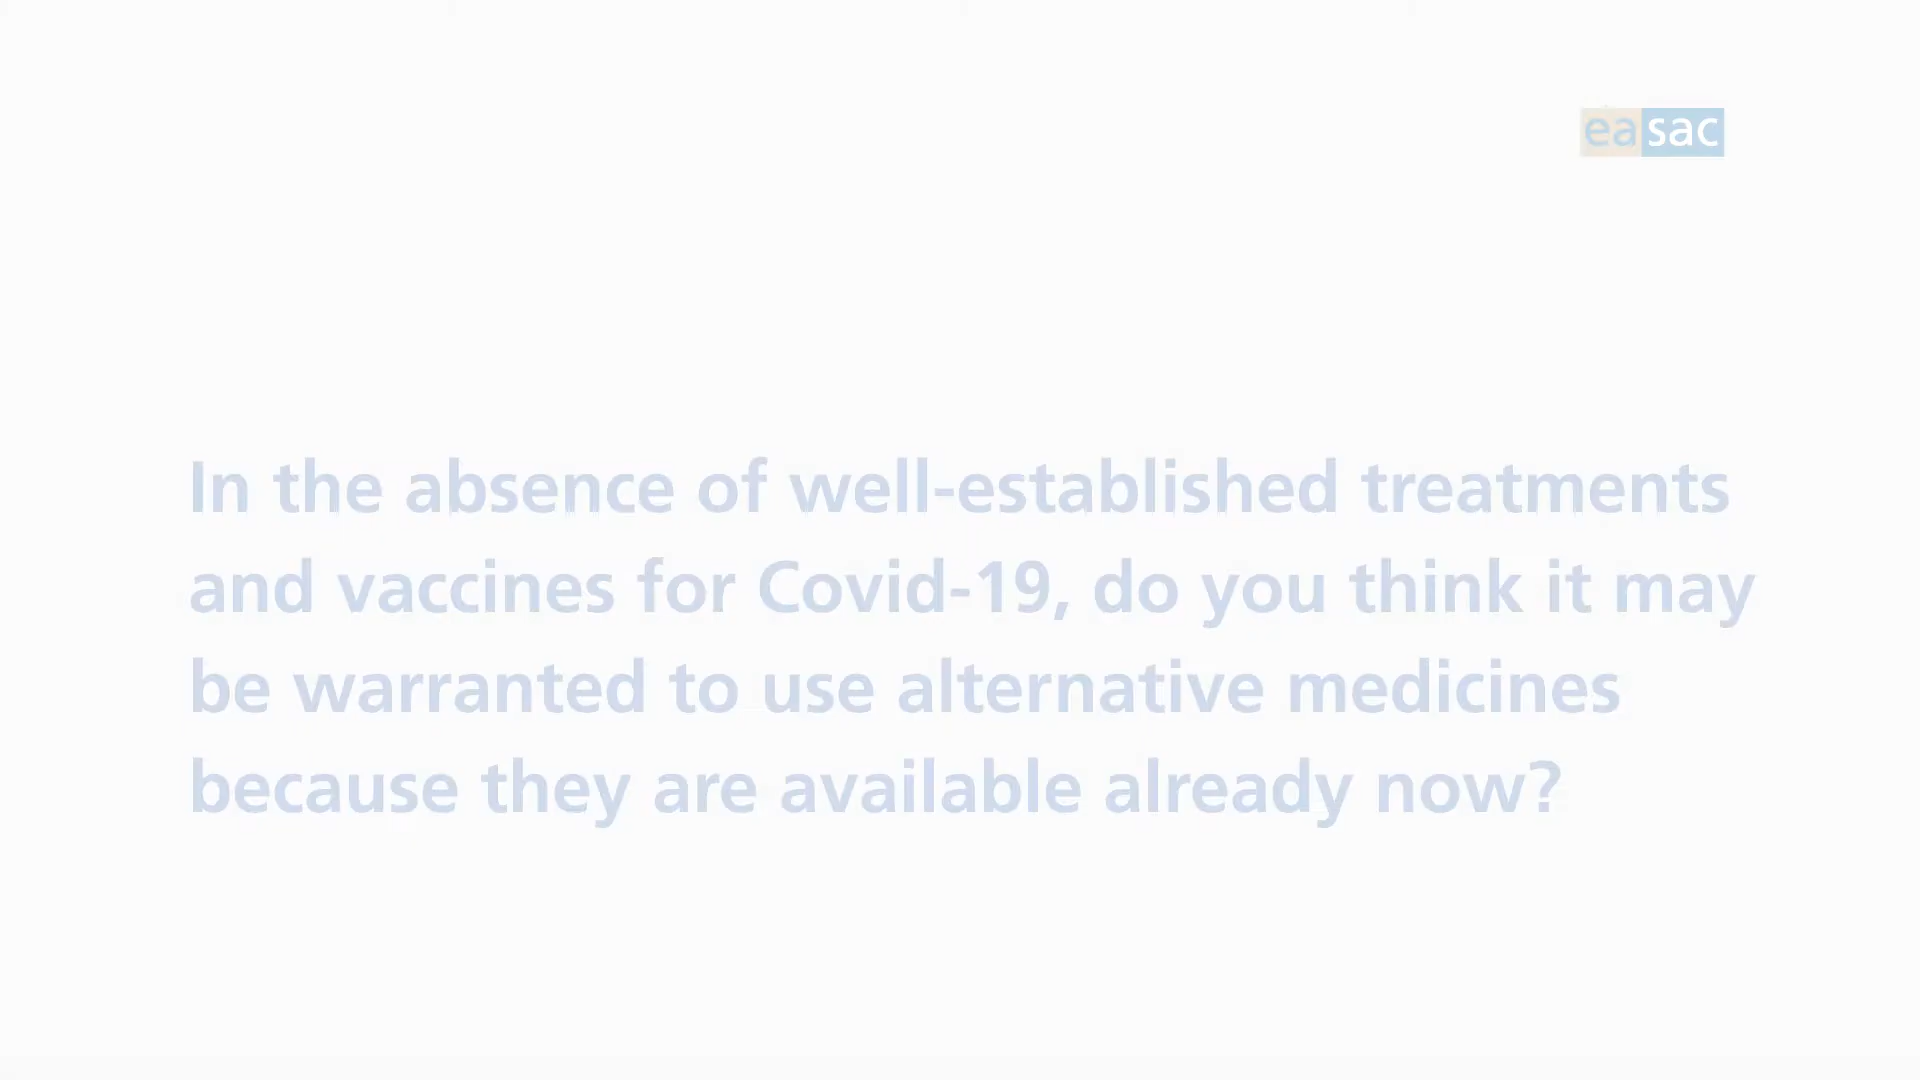 easac
In the absence of well-established treatments
and vaccines for Covid-19, do you think it may
be warranted to use alternative medicines
because they are available already now?